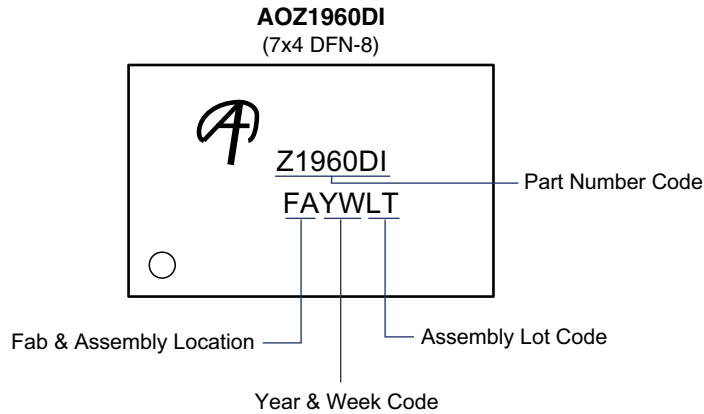 AOZ1960DI
(7x4 DFN-8)
Z1960DI
Part Number Code
FAYWLT
Fab & Assembly Location
Assembly Lot Code
Year & Week Code